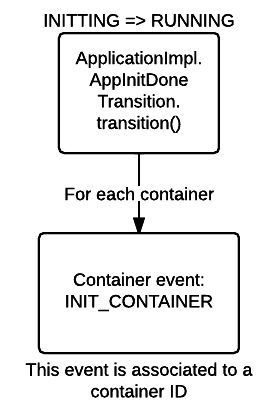 INITTING => RUNNING
ApplicationImpl.
AppInitDone
Transition.
transition()
For each container
Container event:
INIT_CONTAINER
This event is associated to a
container ID